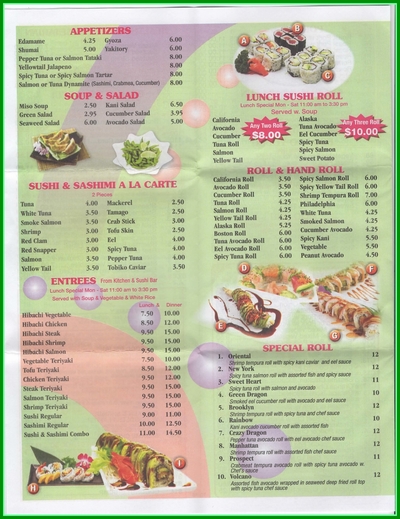 APPETIZERS
Edamame 4.25 Gyoza 6.00
Shumai 5.00 Yakitory 6.00
Pepper Tuna or Salmon Tataki 8.00
Yellowtail Jalapeno 8.00
Spicy Tuna or Spicy Salmon Tartar 8.00
Salmon or Tuna Dynamite (Sashimi, Cratomos, Cucumber) 8.00
SOUP & SALAD
Miso Soup 2.50 Kani Salad 6.50
Green Salad 2.95 Cucumber Salad 3.95
Seaweed Salad 6.00 Avocado Salad 5.00
SUSHI & SASHIMI A LA CARTE
2 Pieces
Tuna 4.00 Mackerel 2.50
White Tuna 3.50 Tamago 2.50
Smoke Salmon 3.50 Crab Stick 3.00
Shrimp 3.00 Tofu Skin 2.50
Red Clam 3.00 Eel 4.00
Red Snapper 3.00 Spicy Tuna 4.00
Salmon 3.50 Pepper Tuna 4.00
Yellow Tail 3.50 Tobiko Caviar 3.50
ENTREES From Kitchen & Sushi Bar
Lunch Special Mon - Sat 11:00 am to 3:30 pm
Served with Soup & Vegetable & White Rice
Lunch & Dinner
Hibachi Vegetable 7.50 10.00
Hibachi Chicken 8.50 12.00
Hibachi Steak 9.50 15.00
Hibachi Shrimp 9.50 15.00
Hibachi Salmon 9.50 15.00
Vegetable Teriyaki 7.50 10.00
Tofu Teriyaki 8.50 12.00
Chicken Teriyaki 9.50 12.00
Steak Teriyaki 9.50 15.00
Salmon Teriyaki 9.50 15.00
Shrimp Teriyaki 9.50 15.00
Sushi Regular 9.00 11.00
Sashimi Regular 10.00 12.50
Sushi & Sashimi Combo 11.00 14.50
H
I
A
B
C
LUNCH SUSHI ROLL
Lunch Special Mon - Sat 11:00 am to 3:30 pm
Served w. Soup
California
Avocado
Cucumber
Tuna Roll
Salmon
Yellow Tail
Any Two Roll
$8.00
Alaska
Tuna Avocado
Eel Cucumber
Spicy Tuna
Spicy Salmon
Sweet Potato
Any Three Roll
$10.00
ROLL & HAND ROLL
California Roll 3.50 Spicy Salmon Roll 6.00
Avocado Roll 3.50 Spicy Yellow Tail Roll 6.00
Cucumber Roll 3.50 Shrimp Tempura Roll 7.00
Tuna Roll 4.25 Philadelphia 6.00
Salmon Roll 4.25 White Tuna 4.25
Yellow Tail Roll 4.25 Smoked Salmon 4.25
Alaska Roll 5.25 Cucumber Avocado 4.25
Boston Roll 6.00 Spicy Kani 5.50
Tuna Avocado Roll 6.00 Vegetable 5.50
Eel Avocado Roll 6.00 Peanut Avocado 4.50
Spicy Tuna Roll 6.00
D
F
E
G
SPECIAL ROLL
1. Oriental 12
Shrimp tempura roll with spicy kani caviar and eel sauce
2. New York 12
Spicy tuna roll with assorted fish and spicy sauce
3. Sweet Heart 11
Spicy tuna roll with salmon and avocado
4. Green Dragon 10
Smoked eel cucumber roll with avocado and eel sauce
5. Brooklyn 12
Shrimp tempura roll with spicy tuna and chef sauce
6. Rainbow 10
Kani avocado cucumber roll with assorted fish
7. Crazy Dragon 12
Pepper tuna avocado roll with eel avocado chef sauce
8. Manhattan 12
Shrimp tempura roll with spicy tuna and chef sauce
9. Prospect 11
Crabmeat tempura avocado roll with spicy tuna avocado w. Chef's sauce
10. Volcano 12
Assorted fish avocado wrapped in seaweed deep fried roll top with spicy tuna chef sauce